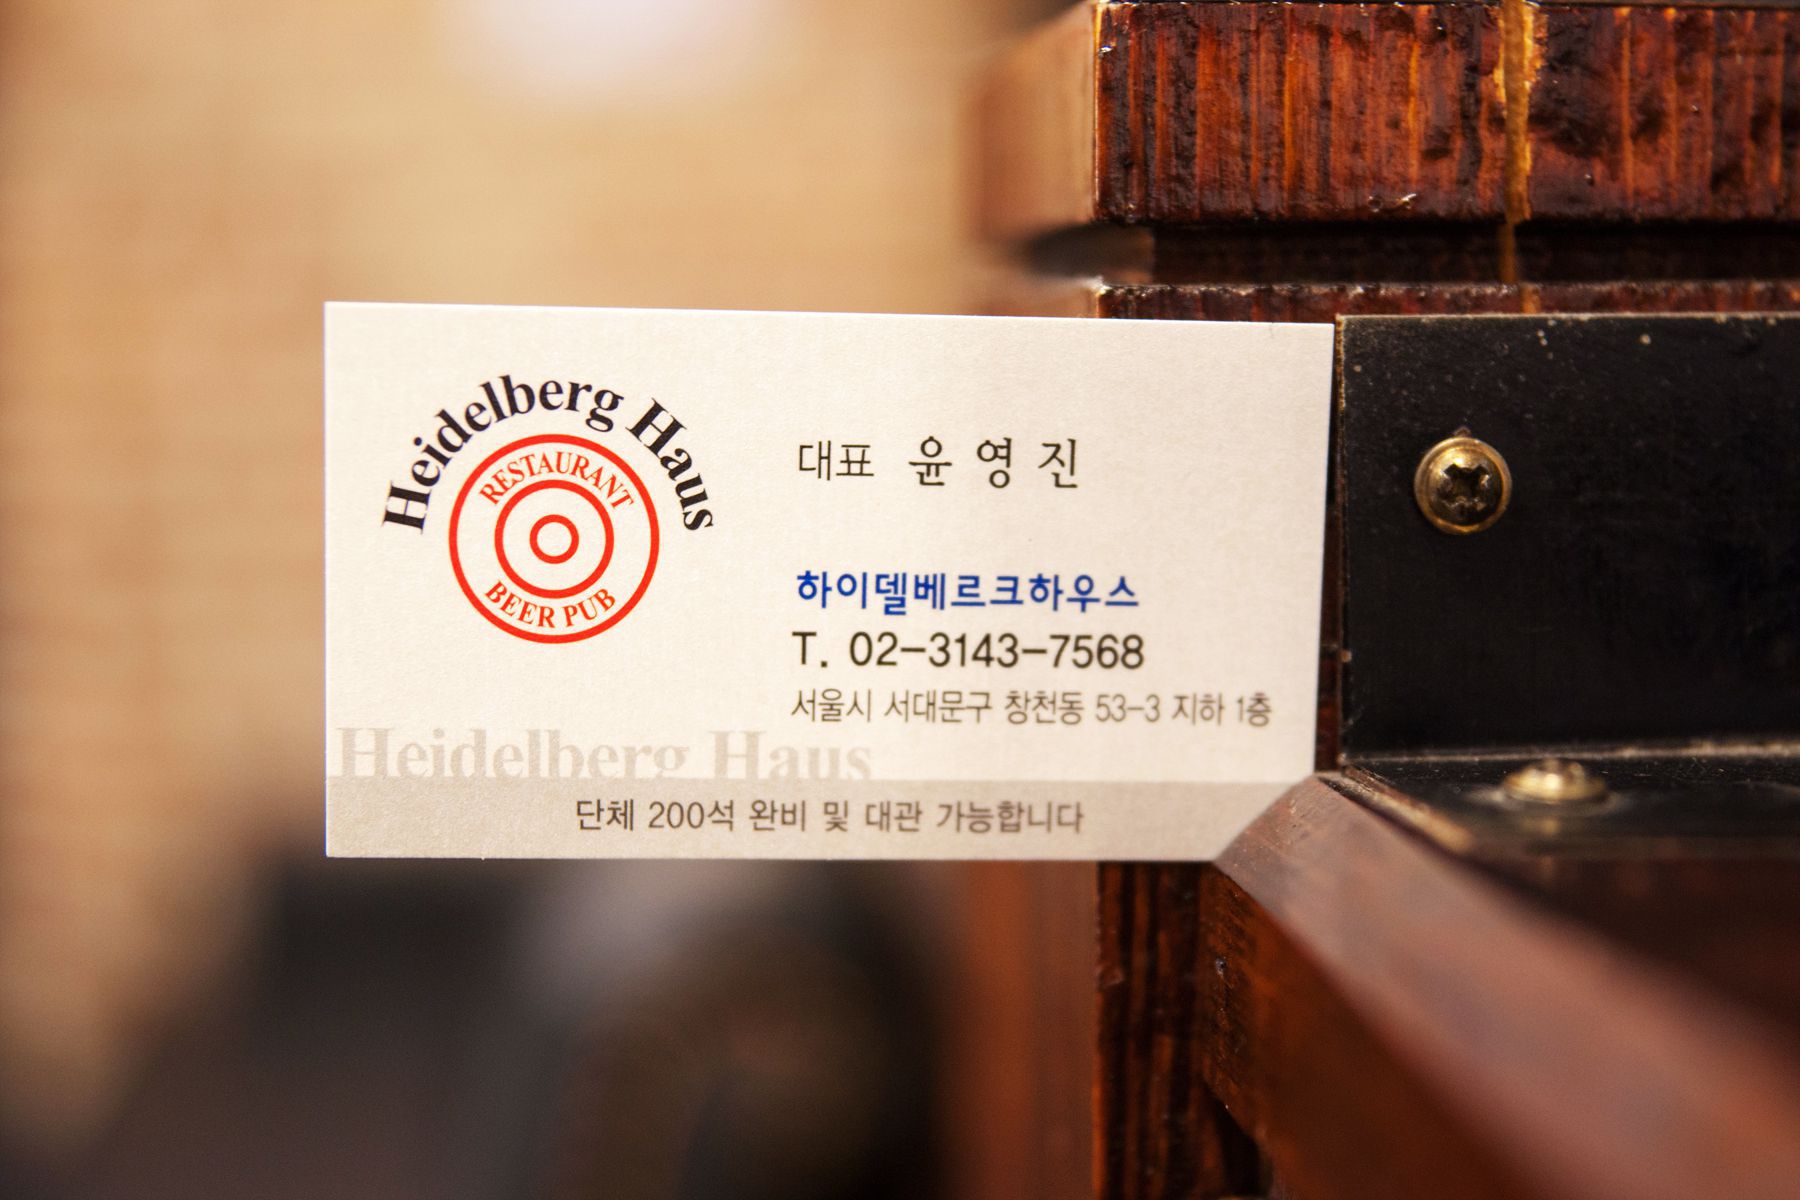 Heidelberg Haus
RESTAURANT
BEER PUB
대표 윤영진
하이델베르크하우스
T. 02-3143-7568
서울시 서대문구 창천동 53-3 지하 1층
Heidelberg Haus
단체 200석 완비 및 대관 가능합니다